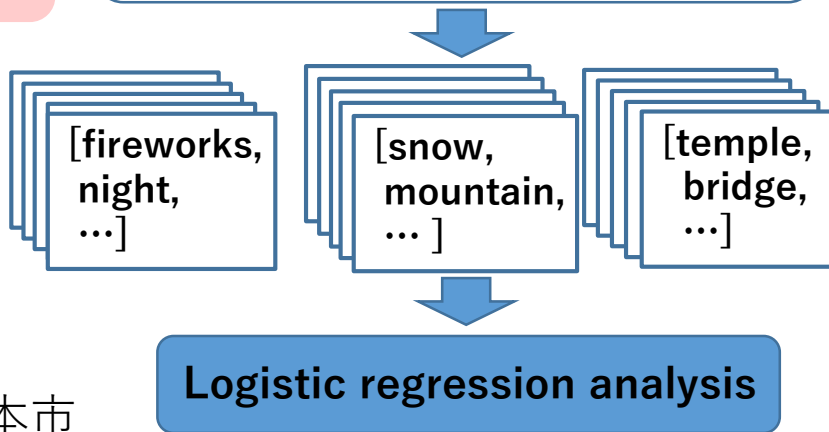 [fireworks,
night,
…]
[snow,
mountain,
… ]
[temple,
bridge,
…]
Logistic regression analysis
本市